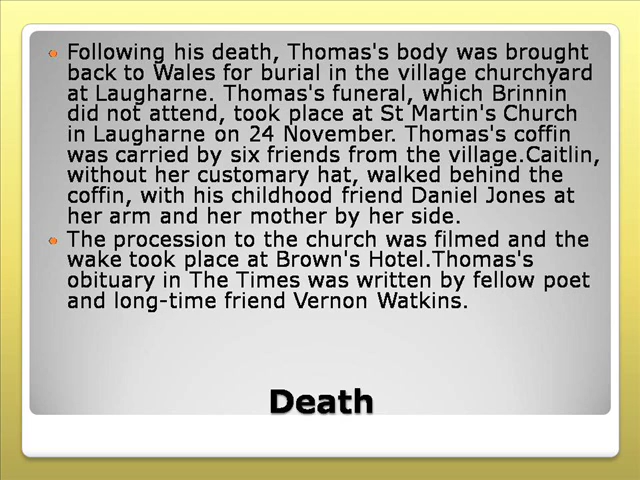 Following his death, Thomas's body was brought
back to Wales for burial in the village churchyard
at Laugharne. Thomas's funeral, which Brinnin
did not attend, took place at St Martin's Church
in Laugharne on 24 November. Thomas's coffin
was carried by six friends from the village.Caitlin,
without her customary hat, walked behind the
coffin, with his childhood friend Daniel Jones at
her arm and her mother by her side.
The procession to the church was filmed and the
wake took place at Brown's Hotel.Thomas's
obituary in The Times was written by fellow poet
and long-time friend Vernon Watkins.
Death